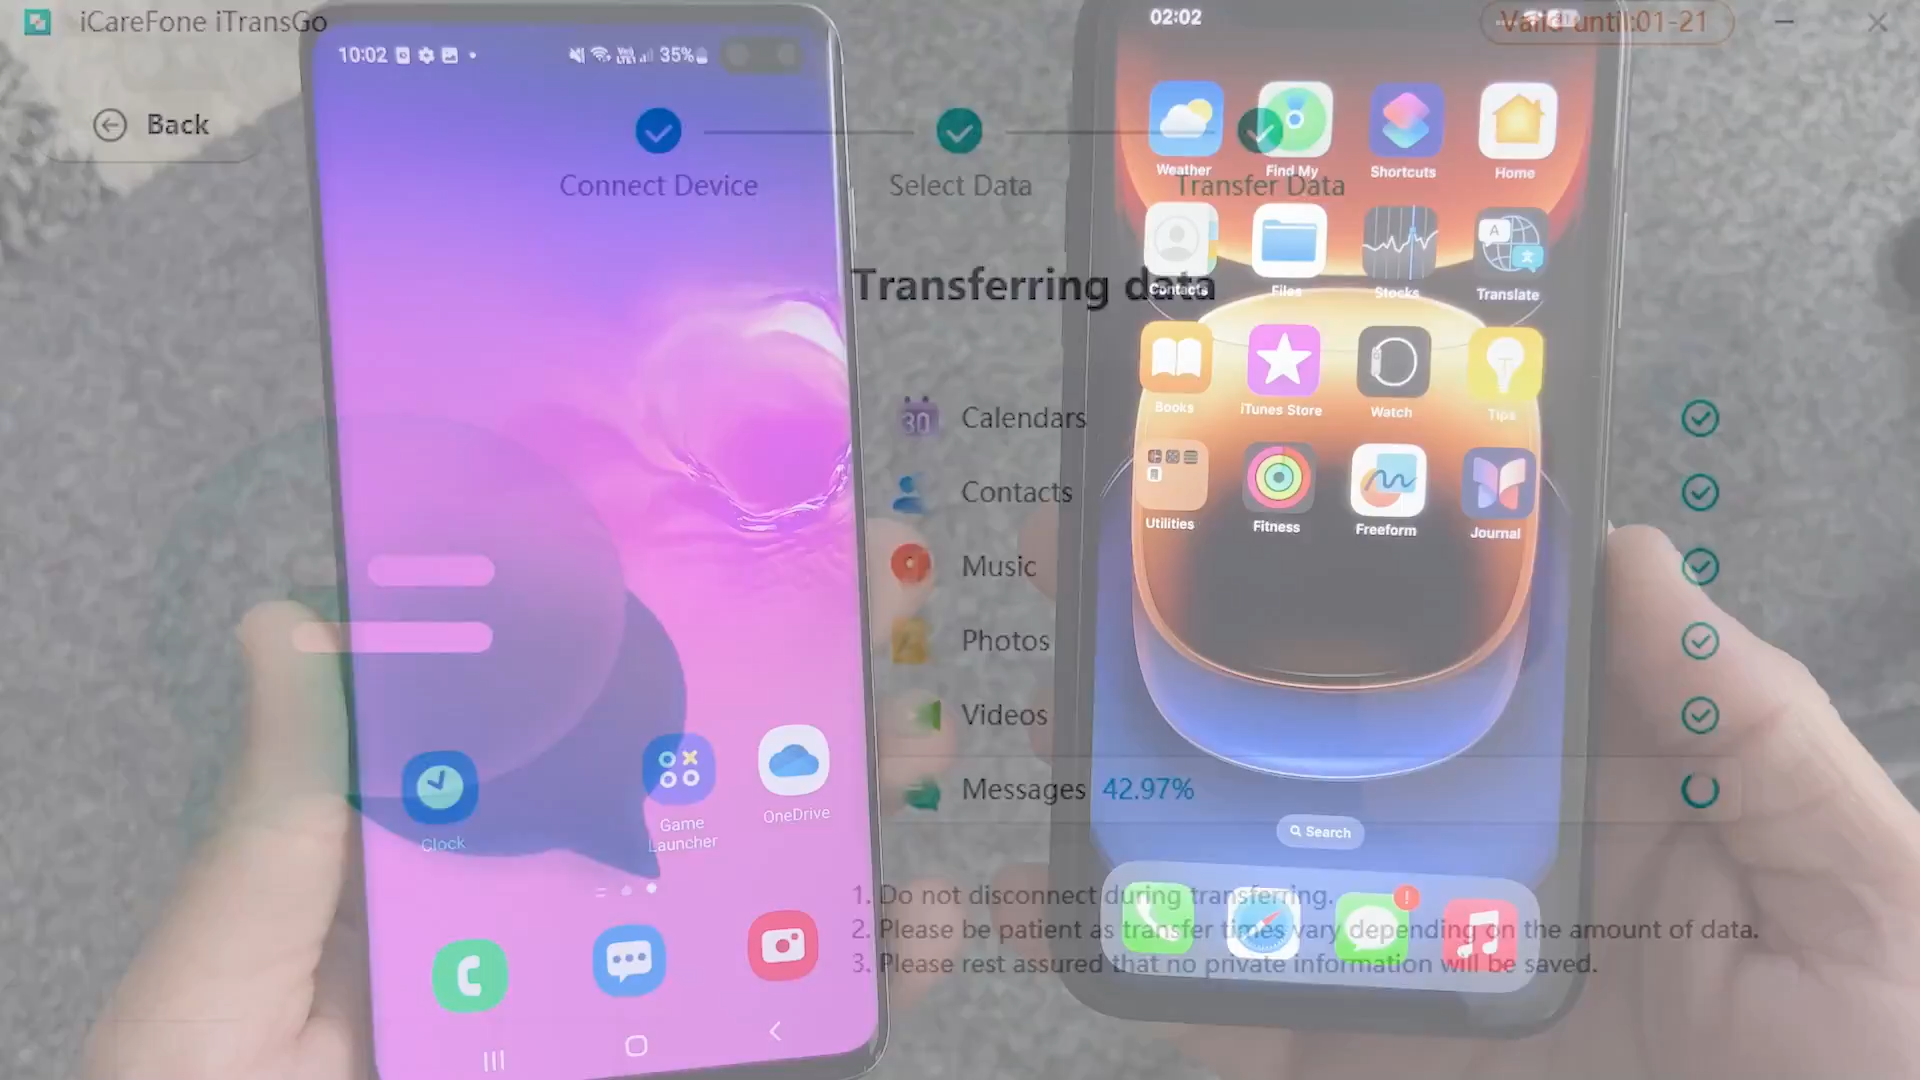 iCareFone iTransGo
Valid until:01-21
Back
Connect Device
Select Data
Transfer Data
Transferring data
Calendars
Contacts
Music
Photos
Videos
Messages 42.97%
1. Do not disconnect during transferring.
2. Please be patient as transfer times vary depending on the amount of data.
3. Please rest assured that no private information will be saved.
10:02
35%
Clock
Game
Launcher
OneDrive
02:02
Weather
Find My
Shortcuts
Home
Contacts
Files
Stocks
Translate
Books
iTunes Store
Watch
Tips
Utilities
Fitness
Freeform
Journal
Search
30
A